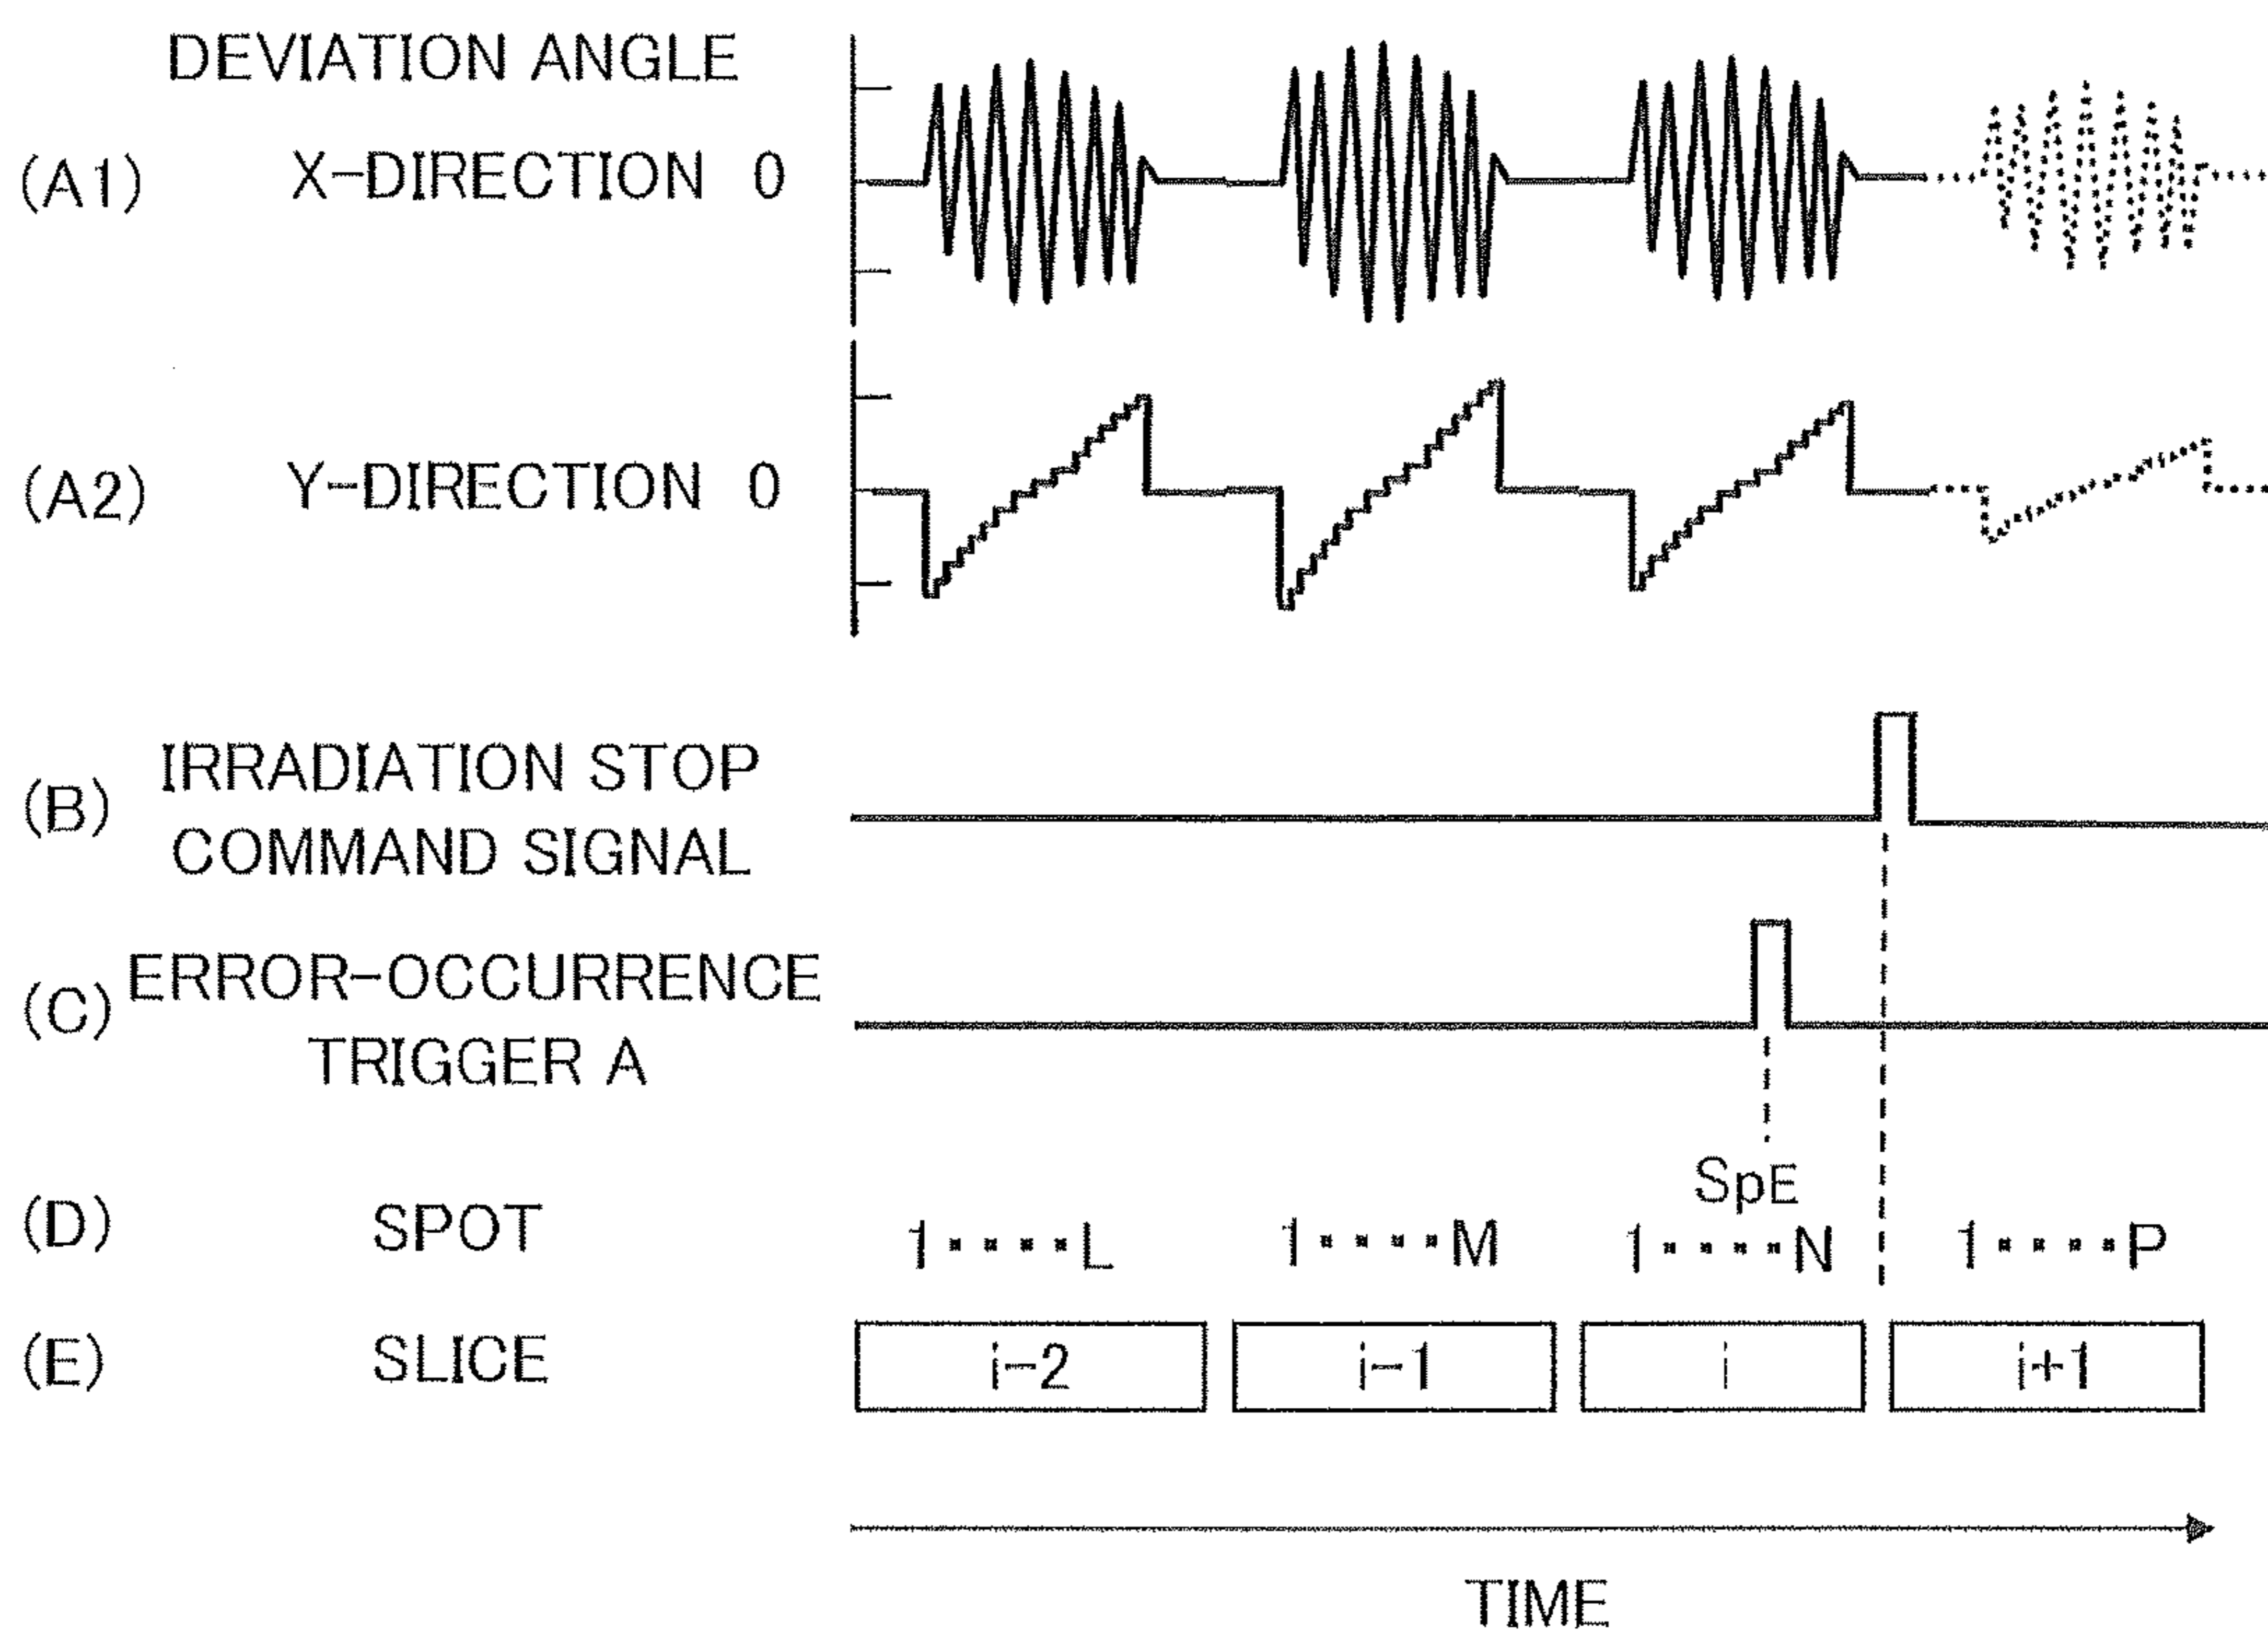 DEVIATION ANGLE
(A1) X-DIRECTION 0
(A2) Y-DIRECTION 0
(B) IRRADIATION STOP
COMMAND SIGNAL
(C) ERROR-OCCURRENCE
TRIGGER A
SpE
(D) SPOT 1····L 1····M 1····N 1····P
(E) SLICE i-2 i-1 i i+1
TIME